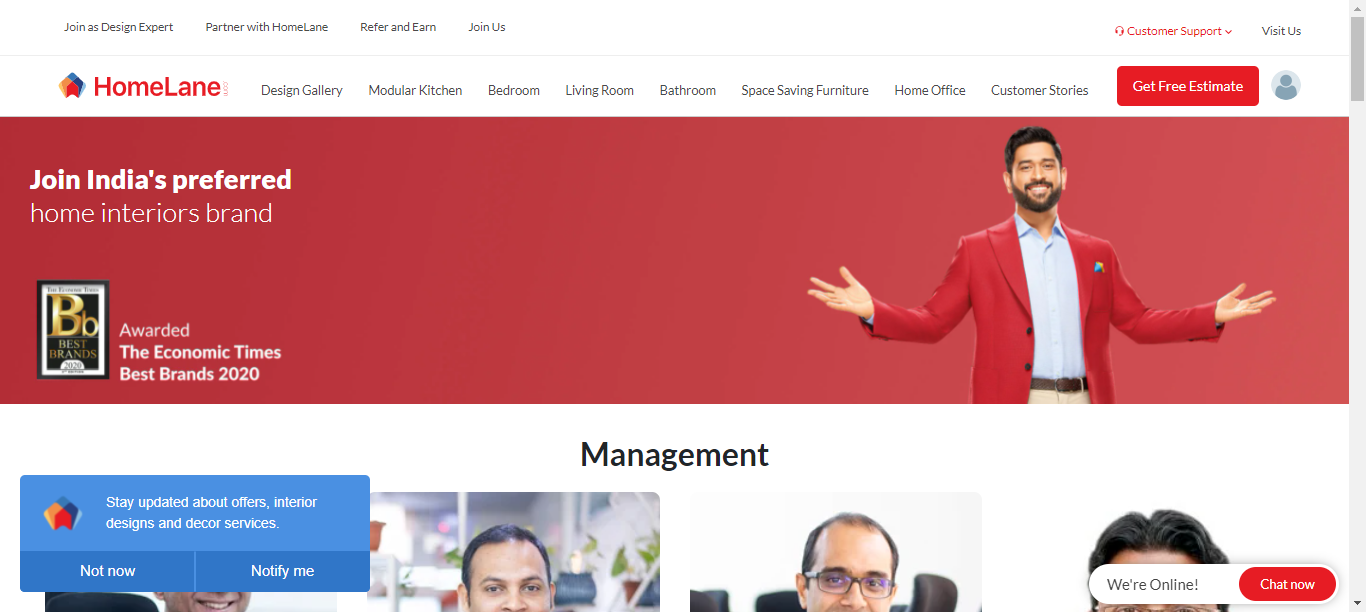 Join as Design Expert
Partner with HomeLane
Refer and Earn
Join Us
Customer Support
Visit Us
HomeLane
Design Gallery
Modular Kitchen
Bedroom
Living Room
Bathroom
Space Saving Furniture
Home Office
Customer Stories
Get Free Estimate
Join India's preferred
home interiors brand
THE ECONOMIC TIMES
Bb
BEST
BRANDS
2020
Awarded
The Economic Times
Best Brands 2020
Management
Stay updated about offers, interior
designs and decor services.
Not now
Notify me
We're Online!
Chat now